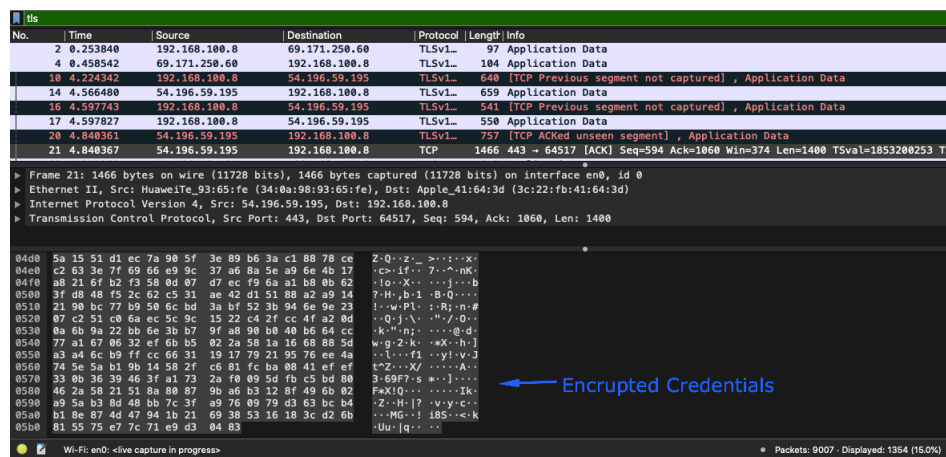 tls
No. Time Source Destination Protocol Length Info
2 0.253840 192.168.100.8 69.171.250.60 TLSv1… 97 Application Data
4 0.458542 69.171.250.60 192.168.100.8 TLSv1… 104 Application Data
10 4.224342 192.168.100.8 54.196.59.195 TLSv1… 640 [TCP Previous segment not captured] , Application Data
14 4.566480 54.196.59.195 192.168.100.8 TLSv1… 659 Application Data
16 4.597743 192.168.100.8 54.196.59.195 TLSv1… 541 [TCP Previous segment not captured] , Application Data
17 4.597827 192.168.100.8 54.196.59.195 TLSv1… 550 Application Data
20 4.840361 54.196.59.195 192.168.100.8 TLSv1… 757 [TCP ACKed unseen segment] , Application Data
21 4.840367 54.196.59.195 192.168.100.8 TCP 1466 443 → 64517 [ACK] Seq=594 Ack=1060 Win=374 Len=1400 TSval=1853200253 T
Frame 21: 1466 bytes on wire (11728 bits), 1466 bytes captured (11728 bits) on interface en0, id 0
Ethernet II, Src: HuaweiTe_93:65:fe (34:0a:98:93:65:fe), Dst: Apple_41:64:3d (3c:22:fb:41:64:3d)
Internet Protocol Version 4, Src: 54.196.59.195, Dst: 192.168.100.8
Transmission Control Protocol, Src Port: 443, Dst Port: 64517, Seq: 594, Ack: 1060, Len: 1400
04d0 5a 15 51 d1 ec 7a 90 5f 3e 89 b6 3a c1 88 78 ce Z·Q··z·_ >··:··x·
04e0 c2 63 3e 7f 69 66 e9 9c 37 a6 8a 5e a9 6e 4b 17 ·c>·if·· 7··^·nK·
04f0 a8 21 6f b2 f3 58 0d 07 d7 ec f9 6a a1 b8 0b 62 ·!o··X·· ···j···b
0500 3f d8 48 f5 2c 62 c5 31 ae 42 d1 51 88 a2 a9 14 ?·H·,b·1 ·B·Q····
0510 21 90 bc 77 b9 50 6c bd 3a bf 52 3b 94 6e 9e 23 !··w·Pl· :·R;·n·#
0520 07 c2 51 c0 6a ec 5c 9c 15 22 c4 2f cc 4f a2 0d ··Q·j·\· ·"·/·O··
0530 0a 6b 9a 22 bb 6e 3b b7 9f a8 90 b0 40 b6 64 cc ·k·"·n;· ····@·d·
0540 77 a1 67 06 32 ef 6b b5 02 2a 58 1a 16 68 88 5d w·g·2·k· ·*X··h·]
0550 a3 a4 6c b9 ff cc 66 31 19 17 79 21 95 76 ee 4a ··l···f1 ··y!·v·J
0560 74 5e 5a b1 9b 14 58 2f c6 81 fc ba 08 41 ef ef t^Z···X/ ·····A··
0570 33 0b 36 39 46 3f a1 73 2a f0 09 5d fb c5 bd 80 3·69F?·s *··]····
0580 46 2a 58 21 51 8a 80 87 9b a6 b3 12 8f 49 6b 02 F*X!Q··· ·····Ik·
0590 a9 5a b3 8d 48 bb 7c 3f a9 76 09 79 d3 63 bc b4 ·Z··H·|? ·v·y·c··
05a0 b1 8e 87 4d 47 94 1b 21 69 38 53 16 18 3c d2 6b ···MG··! i8S··<·k
05b0 81 55 75 e7 7c 71 e9 d3 04 83 ·Uu·|q·· ··
Encrypted Credentials
Wi-Fi: en0: <live capture in progress> Packets: 9007 · Displayed: 1354 (15.0%)